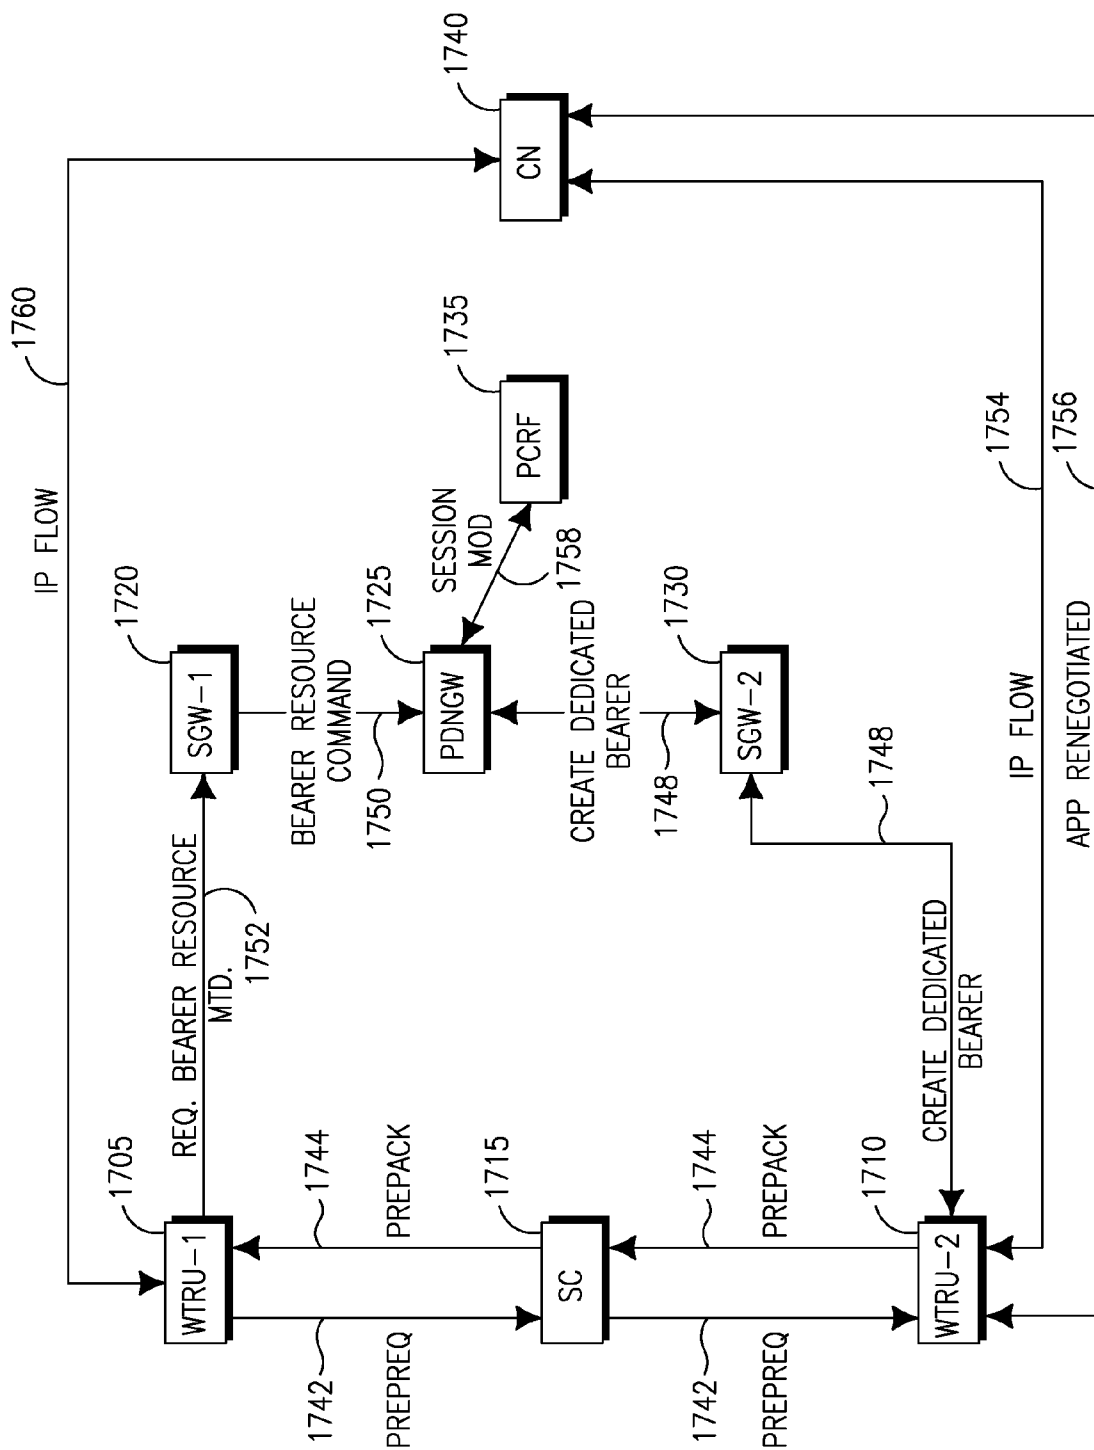 1760
IP FLOW
1705
WTRU-1
REQ. BEARER RESOURCE
MTD.
1752
1720
SGW-1
1742
PREPREQ
1744
PREPACK
BEARER RESOURCE
COMMAND
1750
1715
SC
1725
PDNGW
SESSION
MOD
1758
1735
PCRF
1740
CN
1742
PREPREQ
1744
PREPACK
CREATE DEDICATED
BEARER
1748
1730
SGW-2
1748
1710
WTRU-2
CREATE DEDICATED
BEARER
IP FLOW
1754
APP RENEGOTIATED
1756